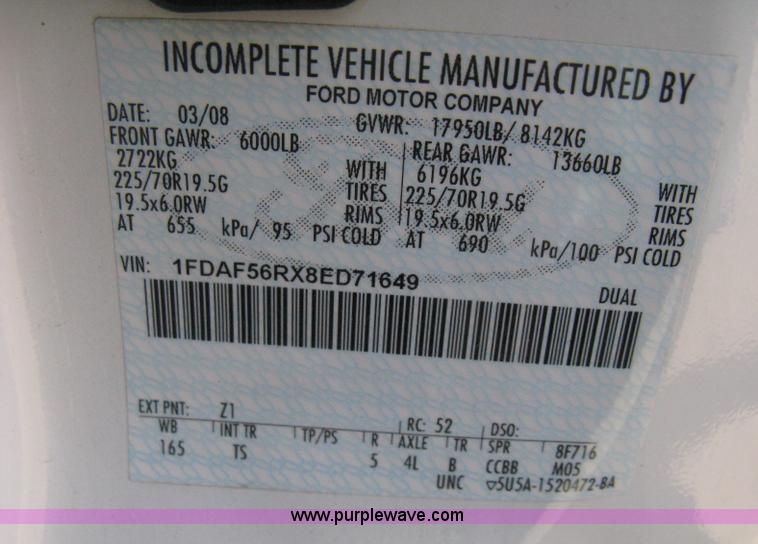 INCOMPLETE VEHICLE MANUFACTURED BY
FORD MOTOR COMPANY
DATE: 03/08 GVWR: 17950LB/ 8142KG
FRONT GAWR: 6000LB REAR GAWR: 13660LB
2722KG WITH 6196KG WITH
225/70R19.5G TIRES 225/70R19.5G TIRES
19.5x6.0RW RIMS 19.5x6.0RW RIMS
AT 655 kPa/ 95 PSI COLD AT 690 kPa/100 PSI COLD
VIN: 1FDAF56RX8ED71649 DUAL
EXT PNT: Z1 RC: 52 DSO:
WB INT TR TP/PS R AXLE TR SPR 8F716
165 TS 5 4L B CCBB M05
UNC ▽5U5A-1520472-BA
www.purplewave.com